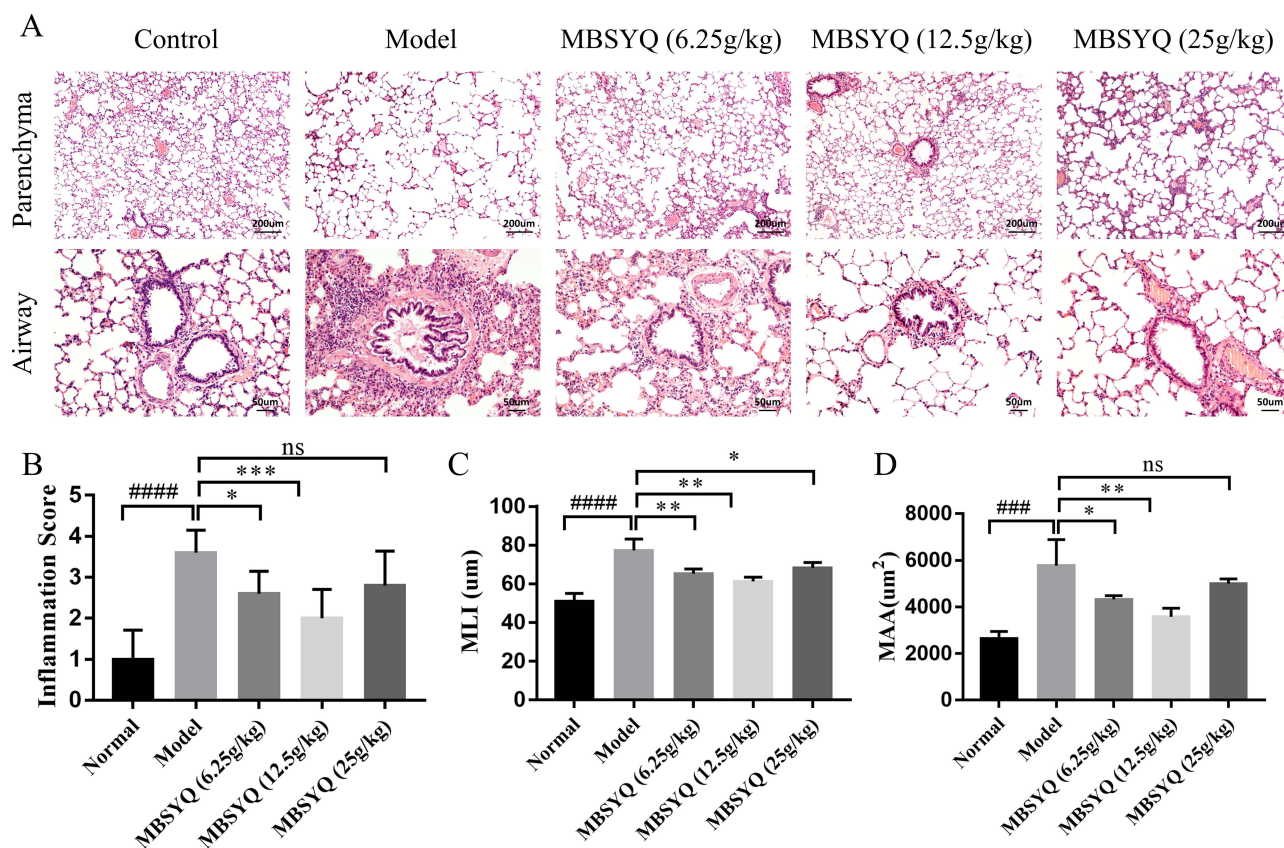 A
Control Model MBSYQ (6.25g/kg) MBSYQ (12.5g/kg) MBSYQ (25g/kg)
Parenchyma
200um 200um 200um 200um 200um
Airway
50um 50um 50um 50um 50um
B
Inflammation Score
5
4
3
2
1
0
####
*
***
ns
Normal
Model
MBSYQ (6.25g/kg)
MBSYQ (12.5g/kg)
MBSYQ (25g/kg)
C
MLI (um)
100
80
60
40
20
0
####
**
**
*
Normal
Model
MBSYQ (6.25g/kg)
MBSYQ (12.5g/kg)
MBSYQ (25g/kg)
D
MAA(um²)
8000
6000
4000
2000
0
###
*
**
ns
Normal
Model
MBSYQ (6.25g/kg)
MBSYQ (12.5g/kg)
MBSYQ (25g/kg)